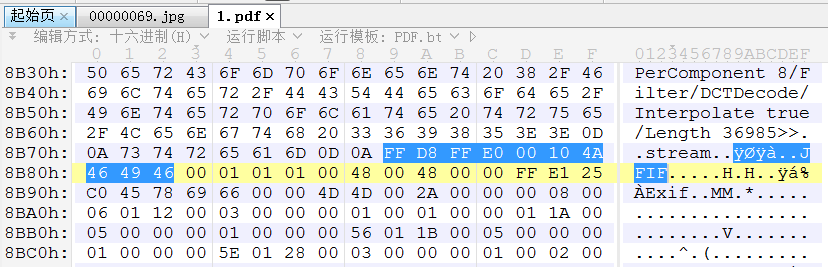 起始页 × 00000069.jpg 1.pdf* ×
编辑方式: 十六进制(H) 运行脚本 运行模板: PDF.bt
0 1 2 3 4 5 6 7 8 9 A B C D E F 0123456789ABCDEF
8B30h: 50 65 72 43 6F 6D 70 6F 6E 65 6E 74 20 38 2F 46 PerComponent 8/F
8B40h: 69 6C 74 65 72 2F 44 43 54 44 65 63 6F 64 65 2F ilter/DCTDecode/
8B50h: 49 6E 74 65 72 70 6F 6C 61 74 65 20 74 72 75 65 Interpolate true
8B60h: 2F 4C 65 6E 67 74 68 20 33 36 39 38 35 3E 3E 0D /Length 36985>>.
8B70h: 0A 73 74 72 65 61 6D 0D 0A FF D8 FF E0 00 10 4A .stream..ÿØÿà..J
8B80h: 46 49 46 00 01 01 01 00 48 00 48 00 00 FF E1 25 FIF.....H.H..ÿá%
8B90h: C0 45 78 69 66 00 00 4D 4D 00 2A 00 00 00 08 00 ÀExif..MM.*.....
8BA0h: 06 01 12 00 03 00 00 00 01 00 01 00 00 01 1A 00 ................
8BB0h: 05 00 00 00 01 00 00 00 56 01 1B 00 05 00 00 00 ........V.......
8BC0h: 01 00 00 00 5E 01 28 00 03 00 00 00 01 00 02 00 ....^.(.........